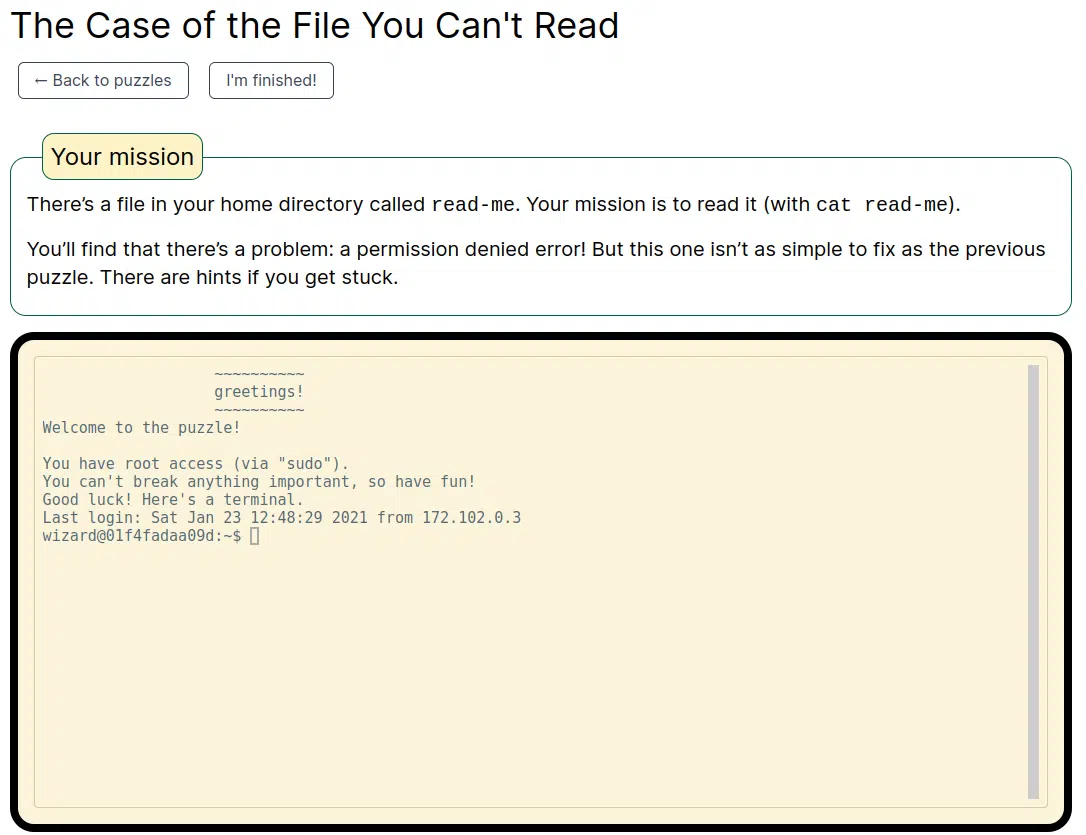 The Case of the File You Can't Read
← Back to puzzles
I'm finished!
Your mission
There’s a file in your home directory called read-me. Your mission is to read it (with cat read-me).
You’ll find that there’s a problem: a permission denied error! But this one isn’t as simple to fix as the previous
puzzle. There are hints if you get stuck.
~~~~~~~~~~
greetings!
~~~~~~~~~~
Welcome to the puzzle!
You have root access (via "sudo").
You can't break anything important, so have fun!
Good luck! Here's a terminal.
Last login: Sat Jan 23 12:48:29 2021 from 172.102.0.3
wizard@01f4fadaa09d:~$